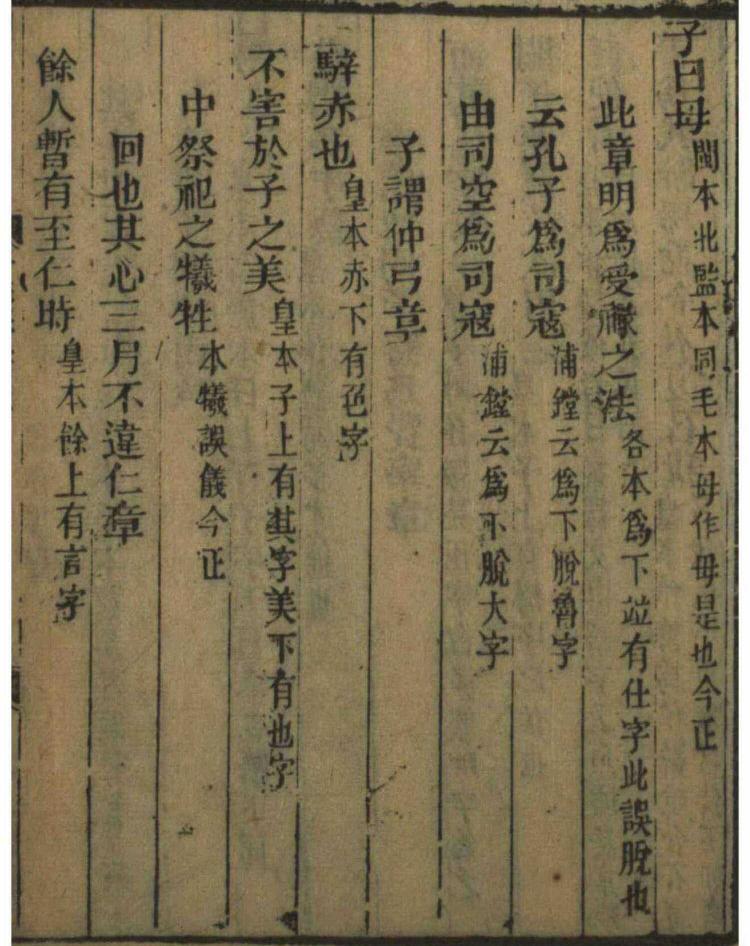 子曰毋閩本北監本同毛本毋作毋是也今正
此章明爲受祿之法各本爲下竝有仕字此誤脫也
云孔子爲司寇浦鏜云爲下脫魯字
由司空爲司寇浦鏜云爲下脫大字
子謂仲弓章
騂赤也皇本赤下有色字
不害於子之美皇本子上有其字美下有也字
中祭祀之犧牲本犧誤儀今正
回也其心三月不違仁章
餘人暫有至仁時皇本餘上有言字